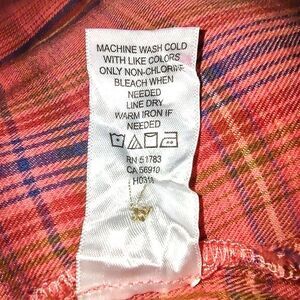 MACHINE WASH COLD
WITH LIKE COLORS
ONLY NON-CHLORINE
BLEACH WHEN
NEEDED
LINE DRY
WARM IRON IF
NEEDED
RN 51783
CA 56910